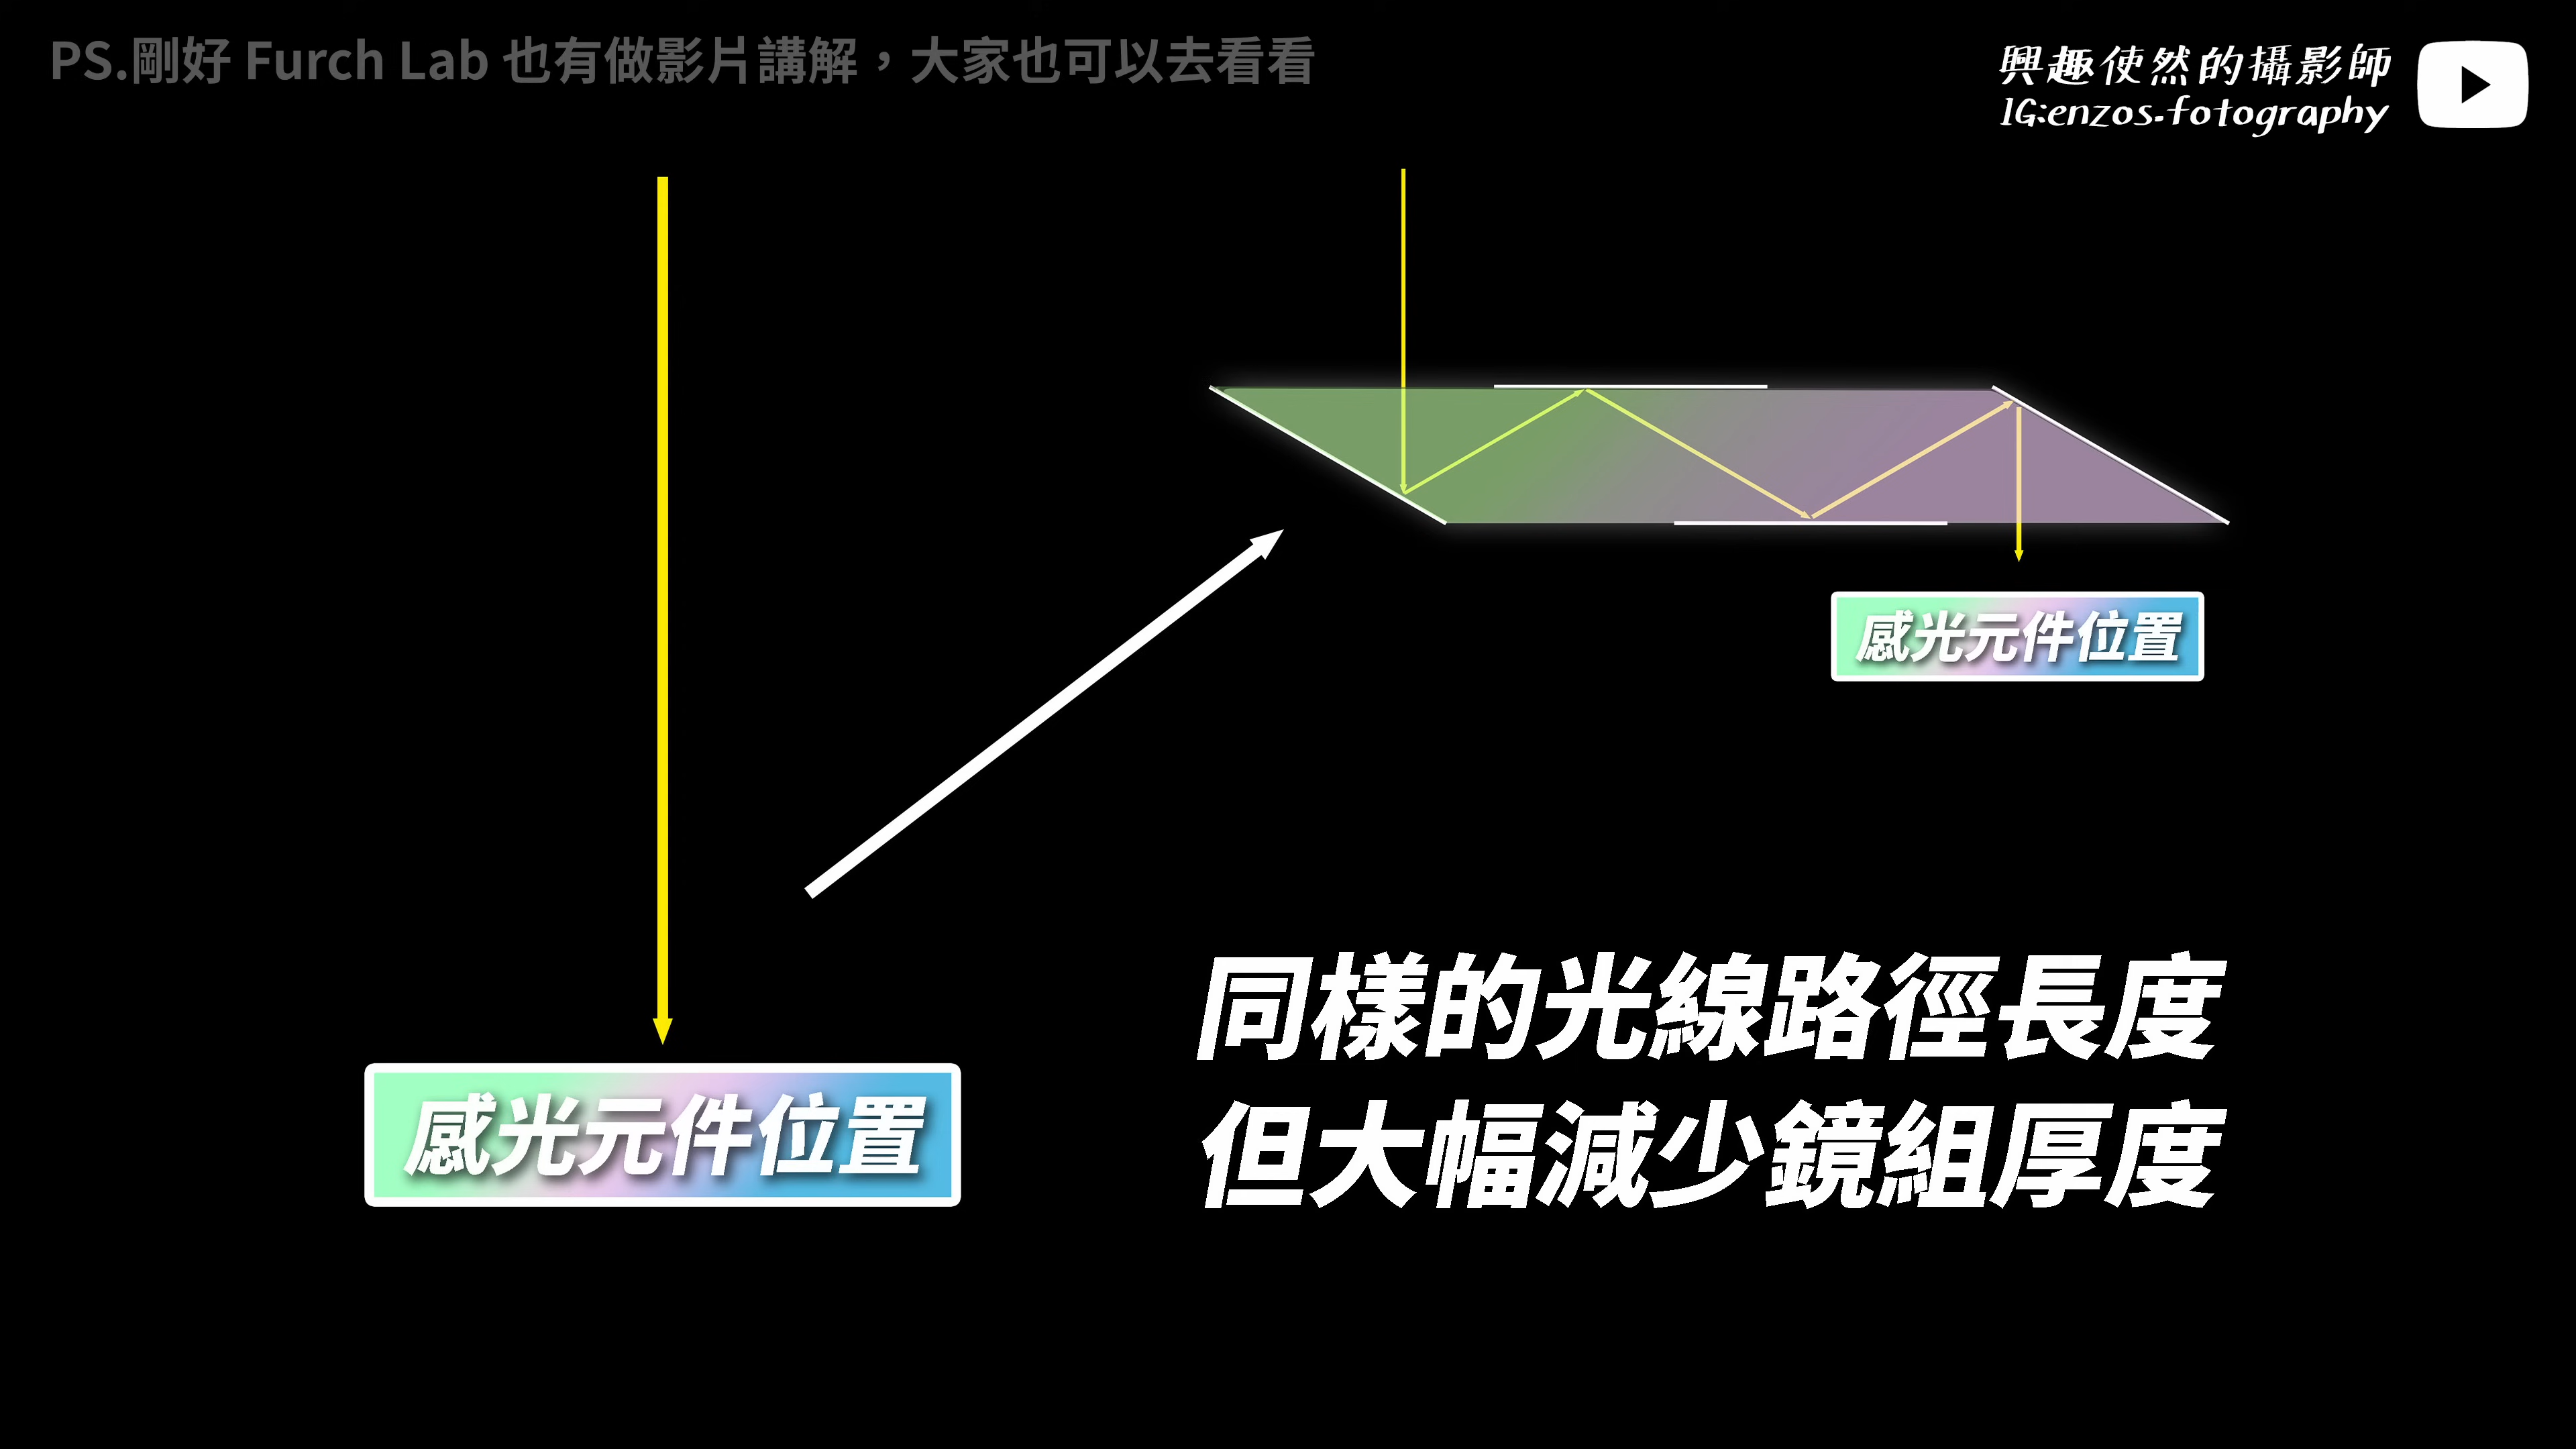 PS.剛好 Furch Lab 也有做影片講解，大家也可以去看看
興趣使然的攝影師
IG:enzos.fotography
感光元件位置
感光元件位置
同樣的光線路徑長度
但大幅減少鏡組厚度